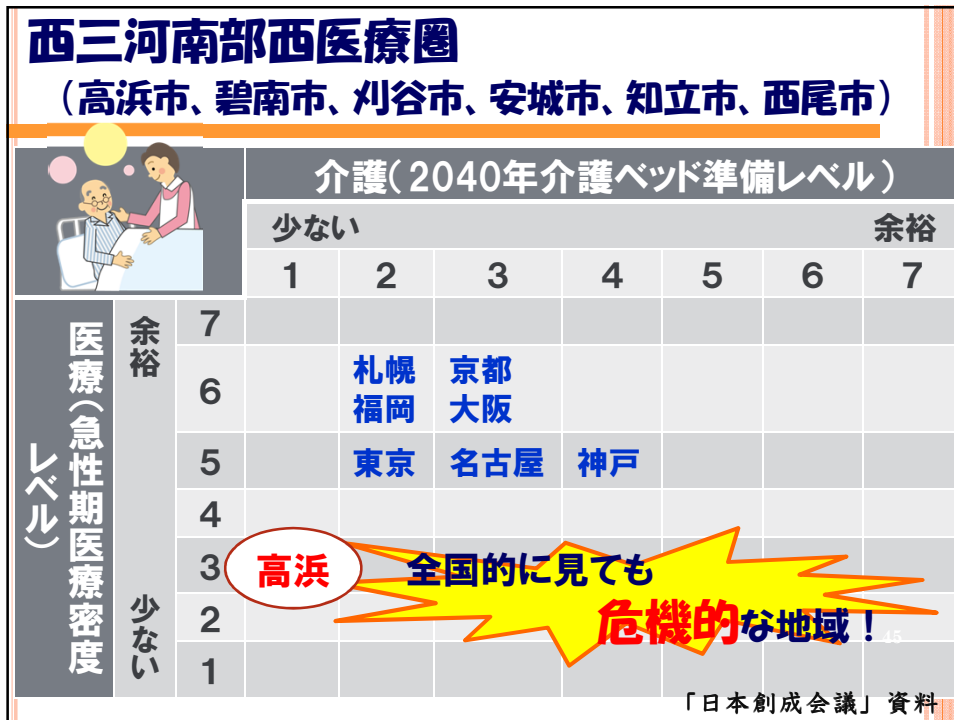 西三河南部西医療圏
（高浜市、碧南市、刈谷市、安城市、知立市、西尾市）
介護（2040年介護ベッド準備レベル）
少ない 余裕
1 2 3 4 5 6 7
医療（急性期医療密度レベル）
余裕
少ない
7
6 札幌 京都
福岡 大阪
5 東京 名古屋 神戸
4
3 高浜 全国的に見ても
2 危機的な地域！
1
45
「日本創成会議」資料